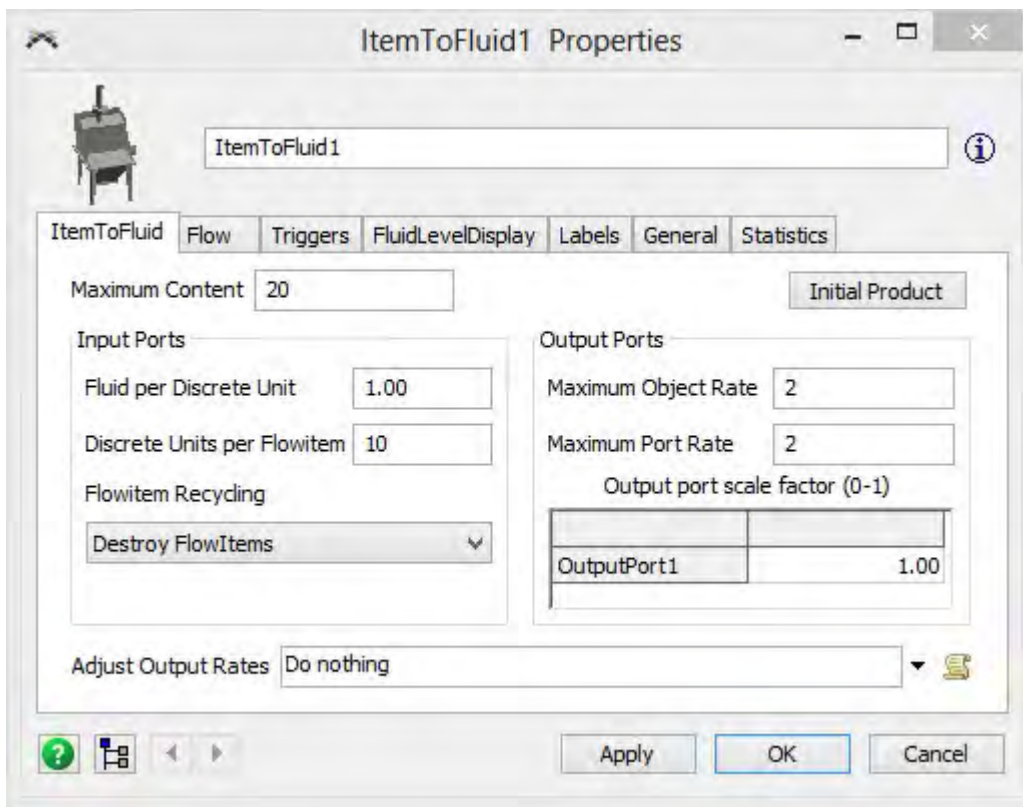 ItemToFluid1 Properties
ItemToFluid1
ItemToFluid Flow Triggers FluidLevelDisplay Labels General Statistics
Maximum Content 20 Initial Product
Input Ports Output Ports
Fluid per Discrete Unit 1.00 Maximum Object Rate 2
Discrete Units per Flowitem 10 Maximum Port Rate 2
Flowitem Recycling Output port scale factor (0-1)
Destroy FlowItems
OutputPort1 1.00
Adjust Output Rates Do nothing
Apply OK Cancel